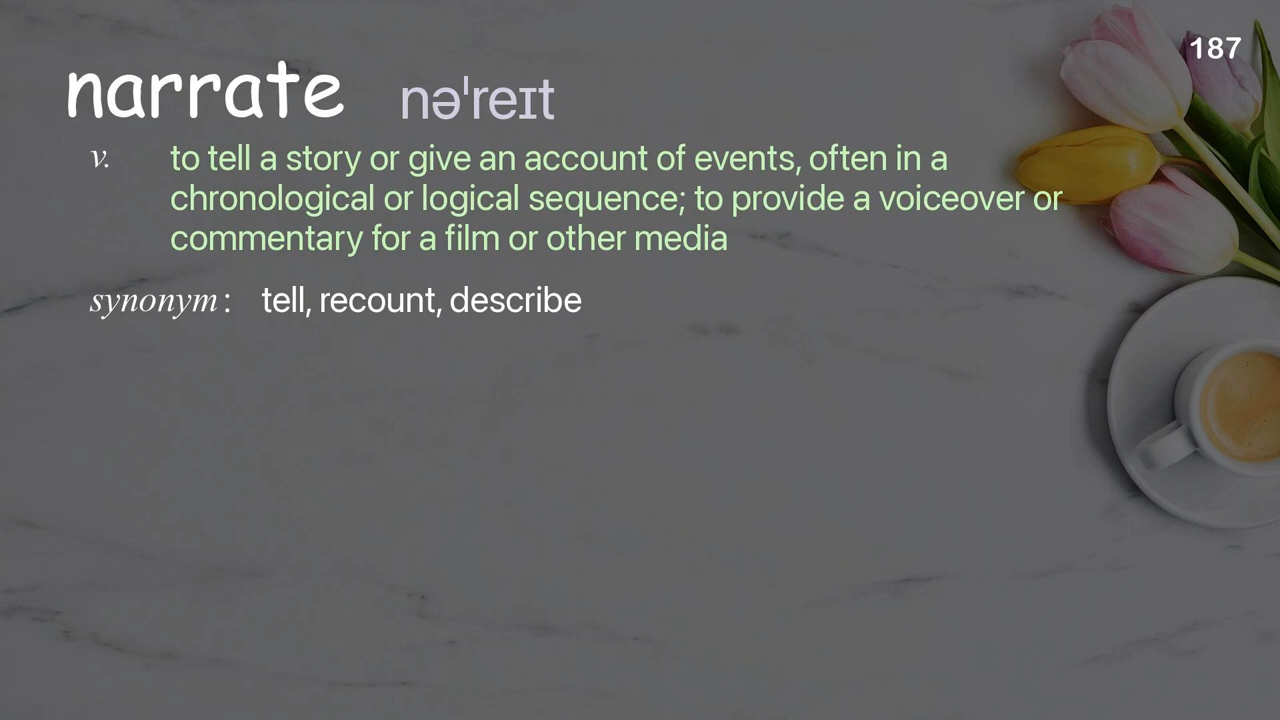 187
narrate nəˈreɪt
v. to tell a story or give an account of events, often in a
chronological or logical sequence; to provide a voiceover or
commentary for a film or other media
synonym: tell, recount, describe